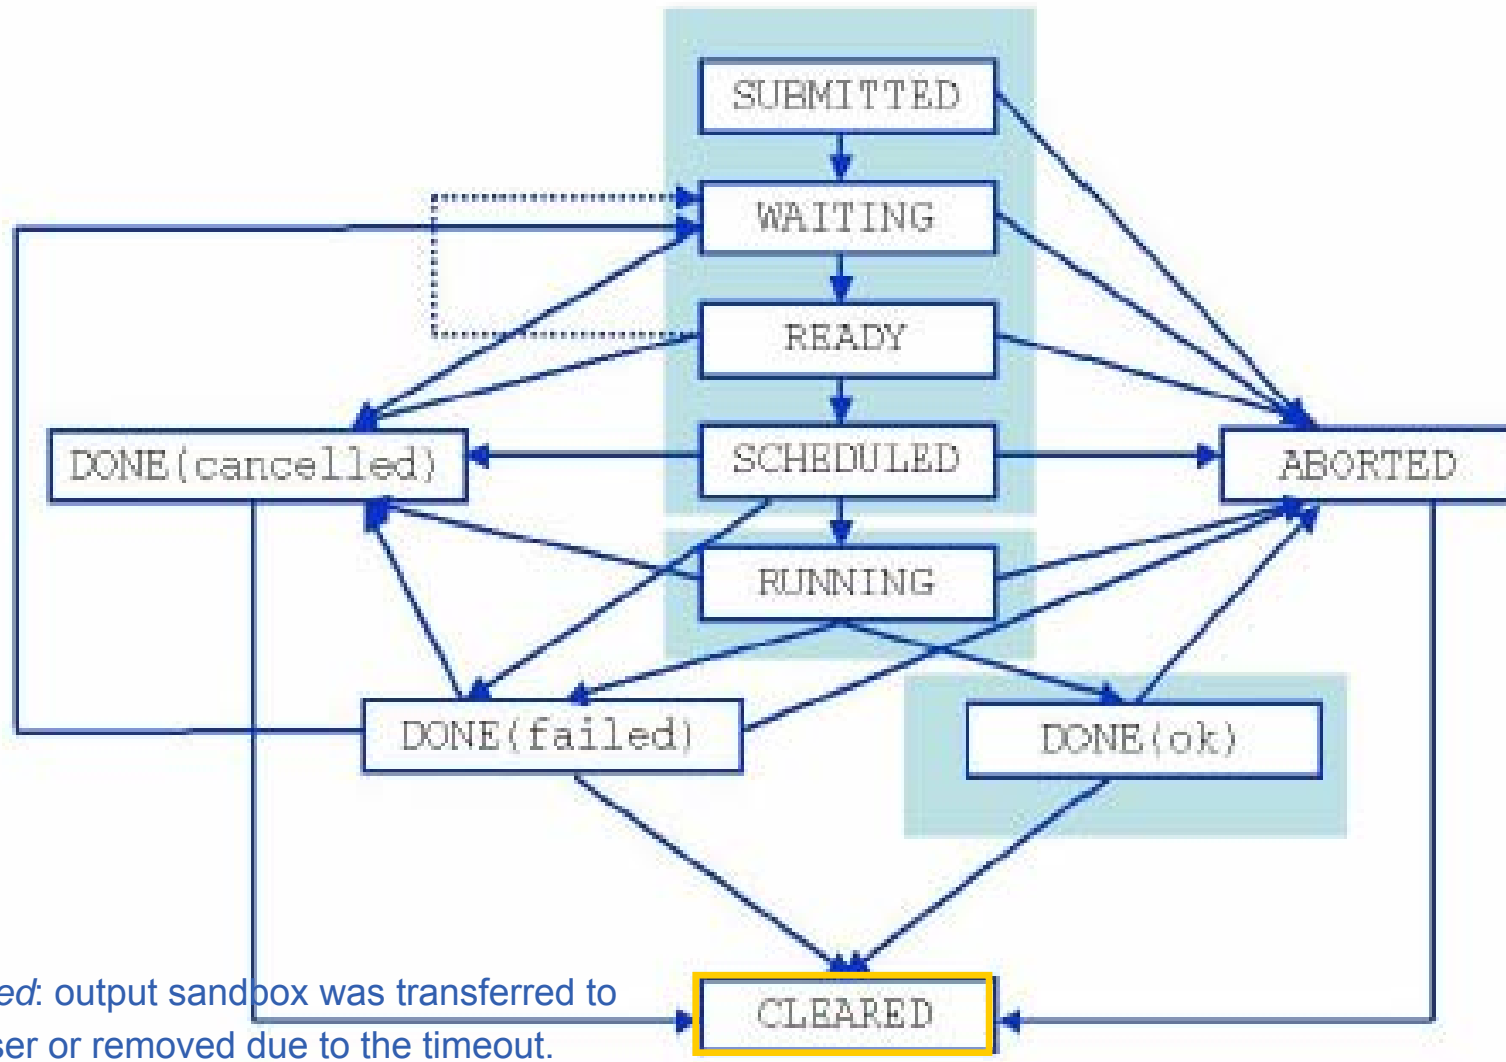 SUBMITTED
WAITING
READY
DONE(cancelled)
SCHEDULED
ABORTED
RUNNING
DONE(failed)
DONE(ok)
ed: output sandbox was transferred to
CLEARED
ser or removed due to the timeout.